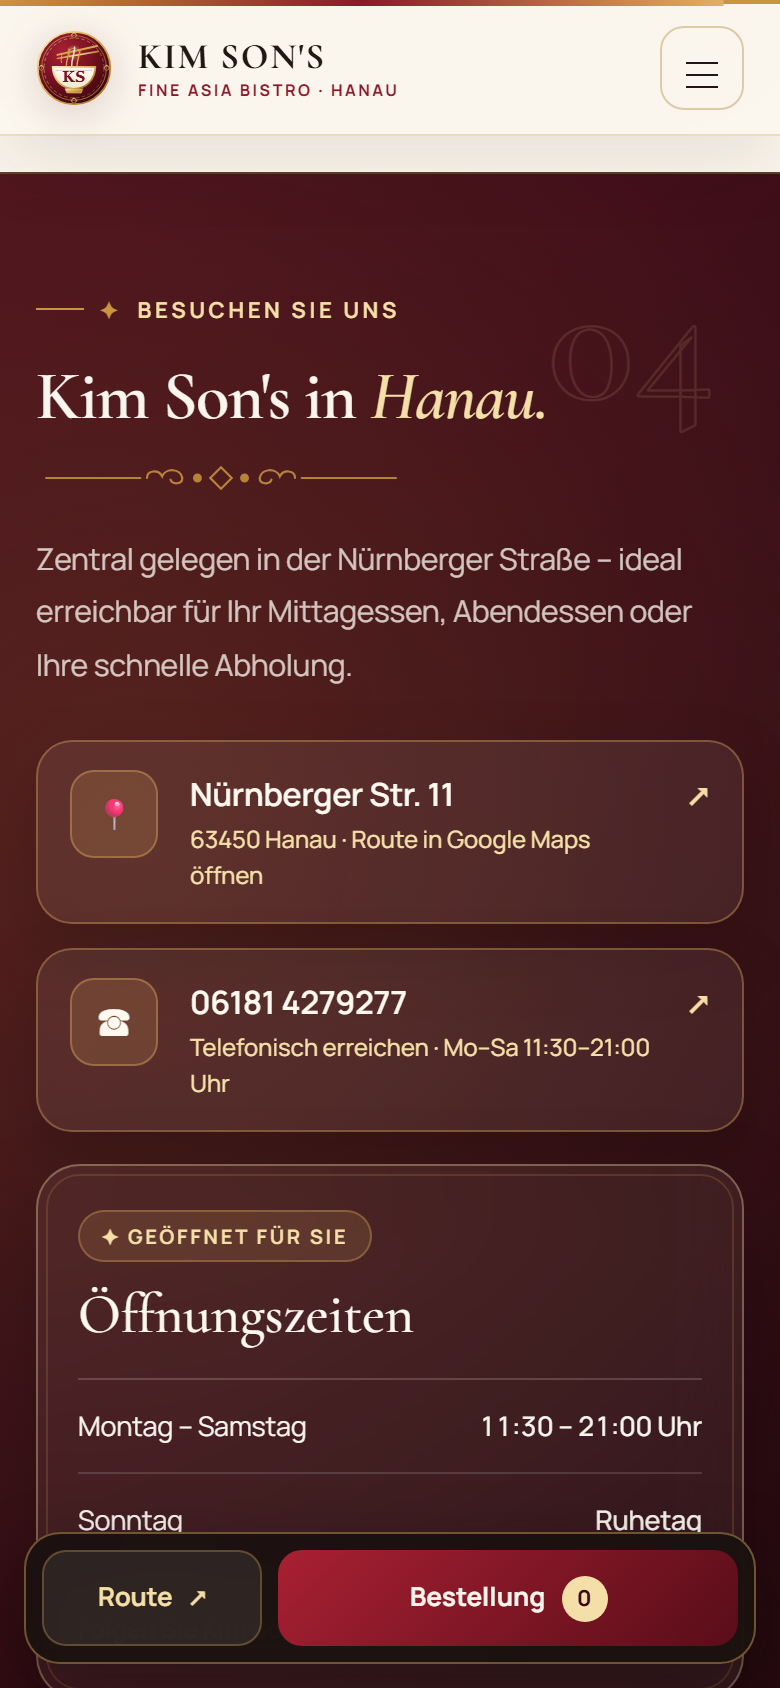 KS
KIM SON'S
FINE ASIA BISTRO · HANAU
✦ BESUCHEN SIE UNS
04
Kim Son's in Hanau.
Zentral gelegen in der Nürnberger Straße – ideal
erreichbar für Ihr Mittagessen, Abendessen oder
Ihre schnelle Abholung.
Nürnberger Str. 11 ↗
63450 Hanau · Route in Google Maps
öffnen
06181 4279277 ↗
Telefonisch erreichen · Mo–Sa 11:30–21:00
Uhr
✦ GEÖFFNET FÜR SIE
Öffnungszeiten
Montag – Samstag 11:30 – 21:00 Uhr
Sonntag Ruhetag
Route ↗ Bestellung 0